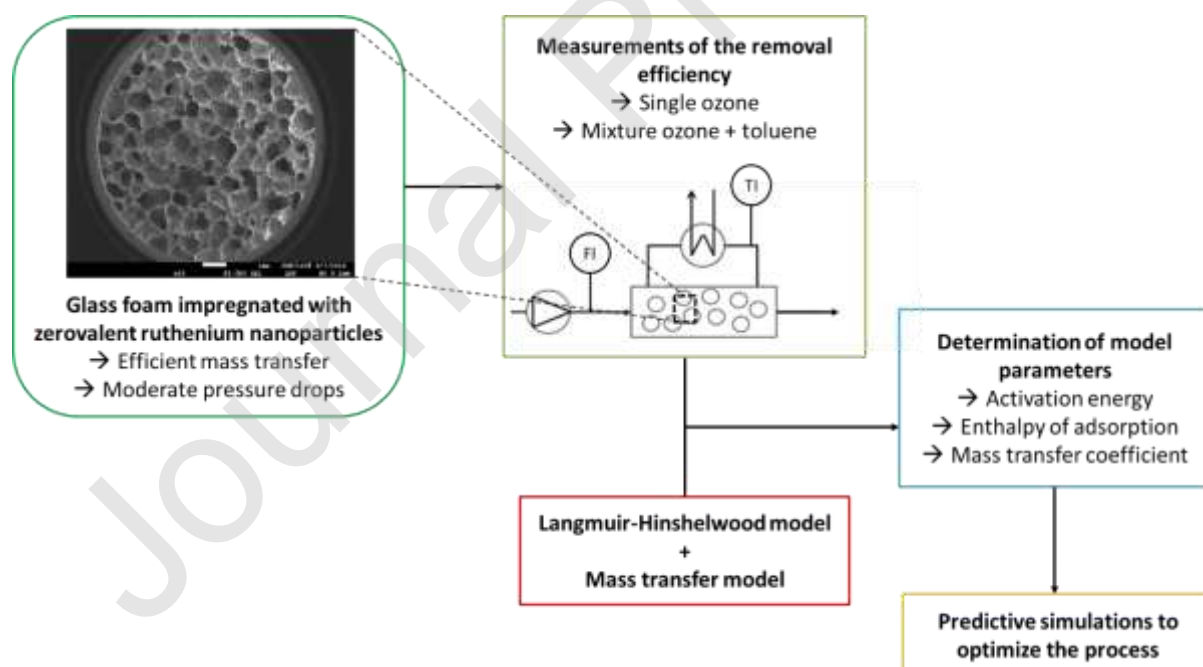 Glass foam impregnated with
zerovalent ruthenium nanoparticles
→ Efficient mass transfer
→ Moderate pressure drops
Measurements of the removal
efficiency
→ Single ozone
→ Mixture ozone + toluene
TI
FI
Langmuir-Hinshelwood model
+
Mass transfer model
Determination of model
parameters
→ Activation energy
→ Enthalpy of adsorption
→ Mass transfer coefficient
Predictive simulations to
optimize the process
Journal